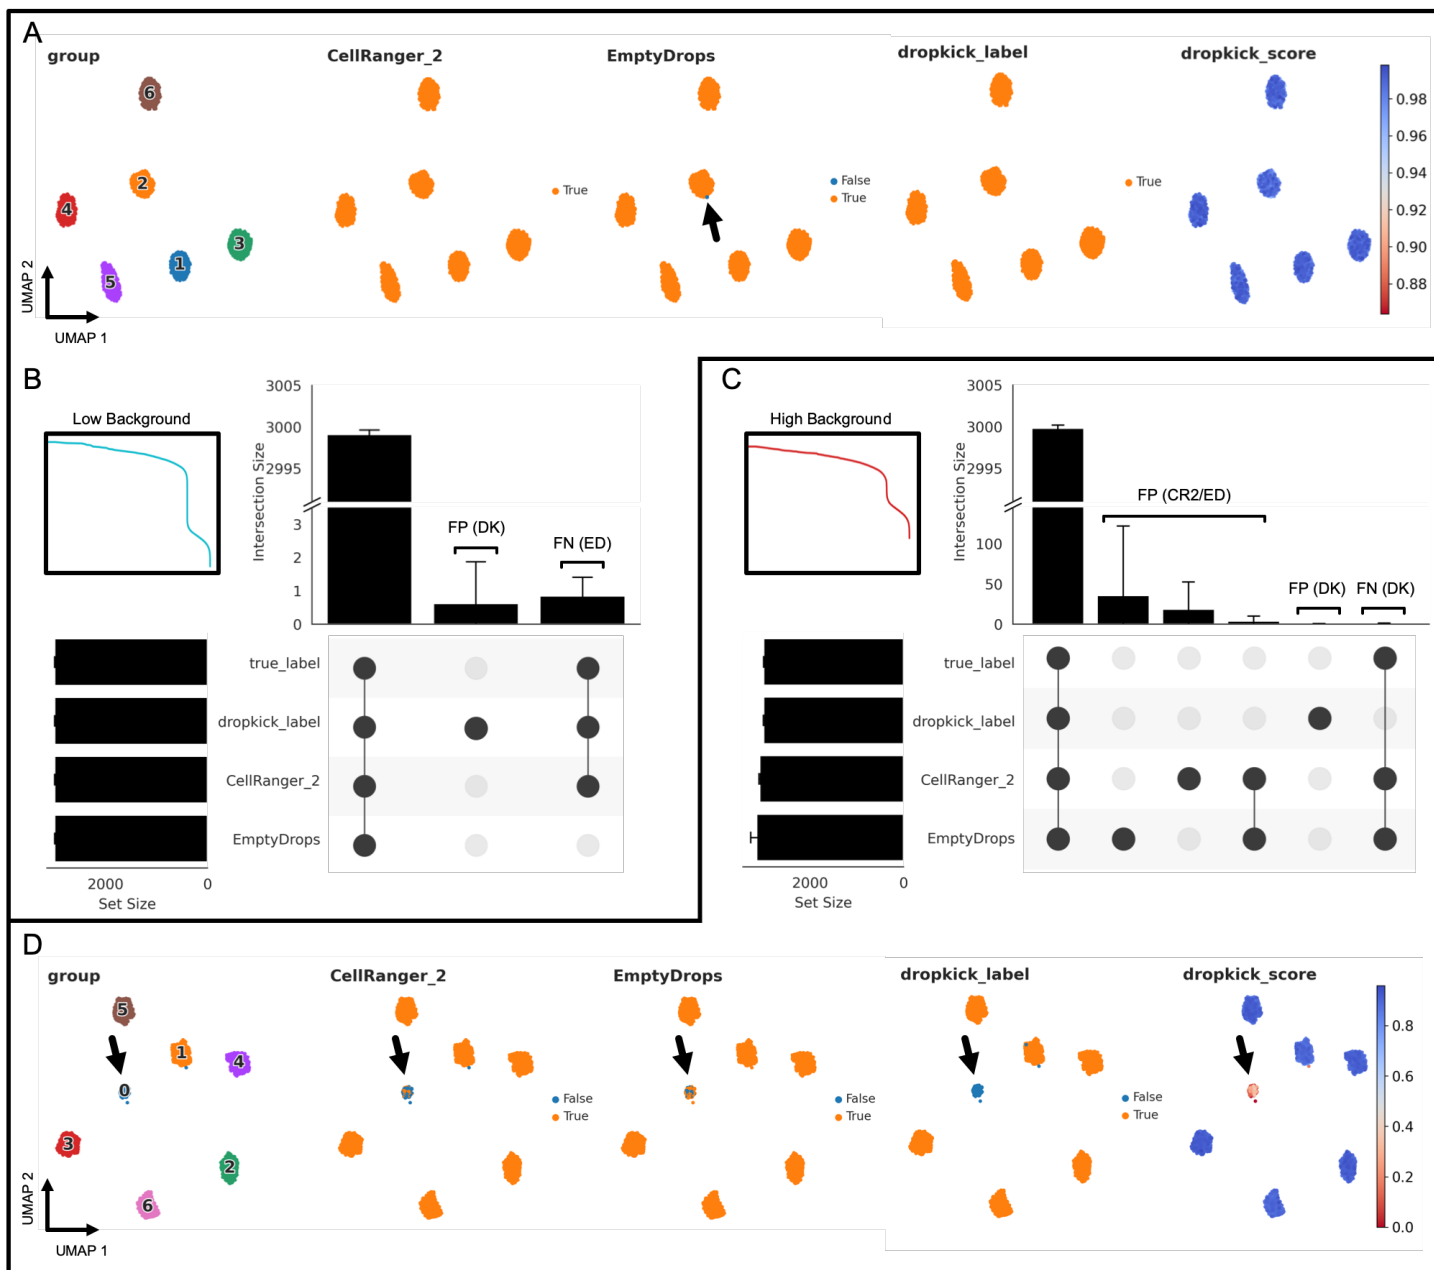 A
group CellRanger_2 EmptyDrops dropkick_label dropkick_score
6
2
4
3
1
5
True
False
True
True
0.98
0.96
0.94
0.92
0.90
0.88
UMAP 2
UMAP 1
B
Low Background
3005
3000
2995
Intersection Size
3
2
1
0
FP (DK)
FN (ED)
true_label
dropkick_label
CellRanger_2
EmptyDrops
2000 0
Set Size
C
High Background
3005
3000
2995
Intersection Size
100
50
0
FP (CR2/ED)
FP (DK) FN (DK)
true_label
dropkick_label
CellRanger_2
EmptyDrops
2000 0
Set Size
D
group CellRanger_2 EmptyDrops dropkick_label dropkick_score
5
1
4
0
3
2
6
False
True
False
True
False
True
0.8
0.6
0.4
0.2
0.0
UMAP 2
UMAP 1